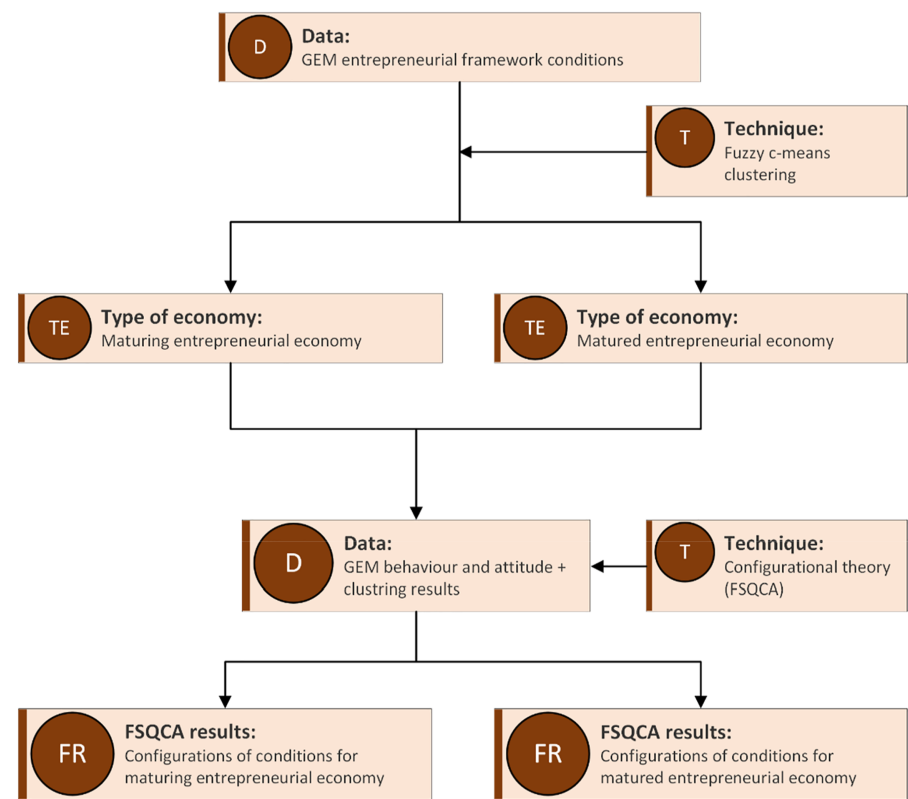 D
Data:
GEM entrepreneurial framework conditions
T
Technique:
Fuzzy c-means
clustering
TE
Type of economy:
Maturing entrepreneurial economy
TE
Type of economy:
Matured entrepreneurial economy
D
Data:
GEM behaviour and attitude +
clustring results
T
Technique:
Configurational theory
(FSQCA)
FR
FSQCA results:
Configurations of conditions for
maturing entrepreneurial economy
FR
FSQCA results:
Configurations of conditions for
matured entrepreneurial economy